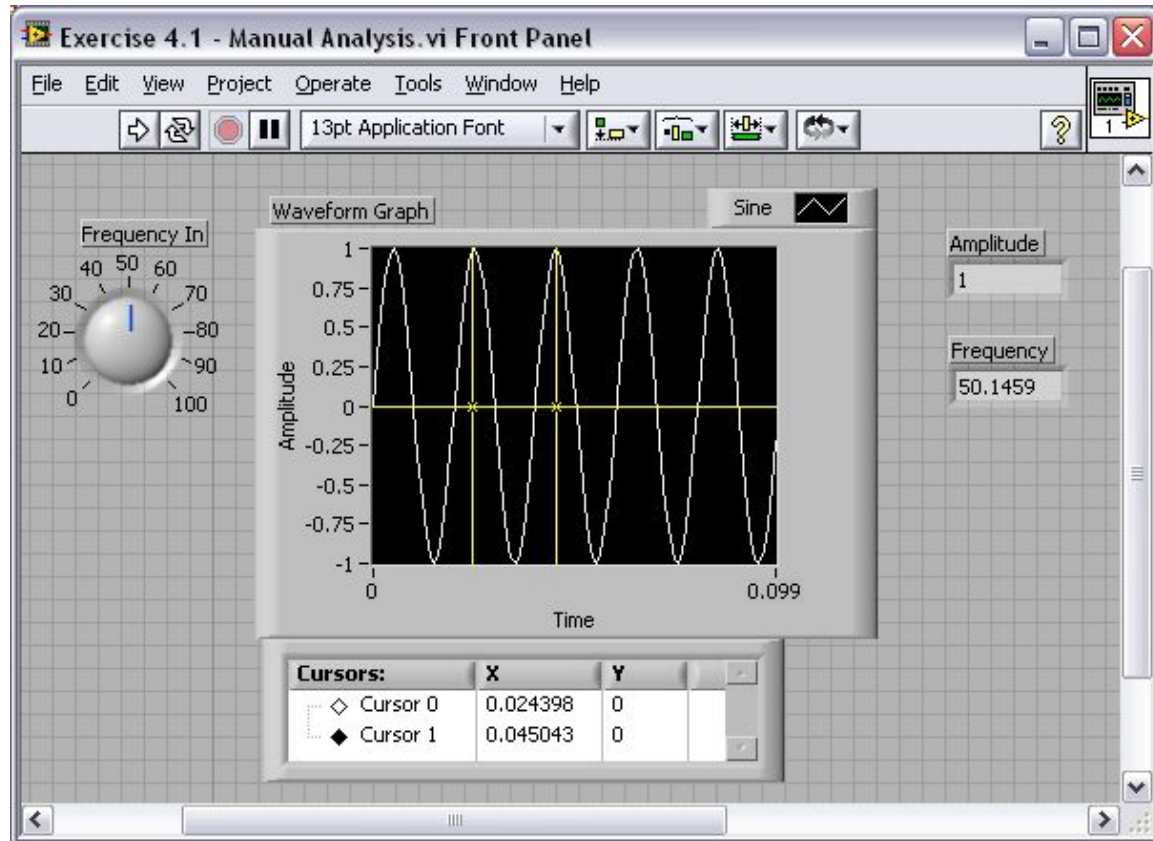 Exercise 4.1 - Manual Analysis.vi Front Panel
File Edit View Project Operate Tools Window Help
13pt Application Font
1
Frequency In
0
10
20
30
40
50
60
70
80
90
100
Waveform Graph
Sine
Amplitude
1
0.75
0.5
0.25
0
-0.25
-0.5
-0.75
-1
0
0.099
Time
Amplitude
1
Frequency
50.1459
Cursors: X Y
Cursor 0 0.024398 0
Cursor 1 0.045043 0